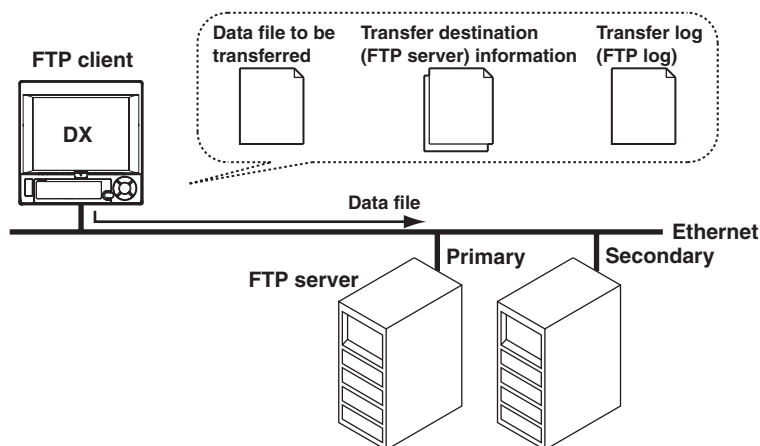 Data file to be
transferred
Transfer destination
(FTP server) information
Transfer log
(FTP log)
FTP client
DX
Data file
Ethernet
Primary
Secondary
FTP server